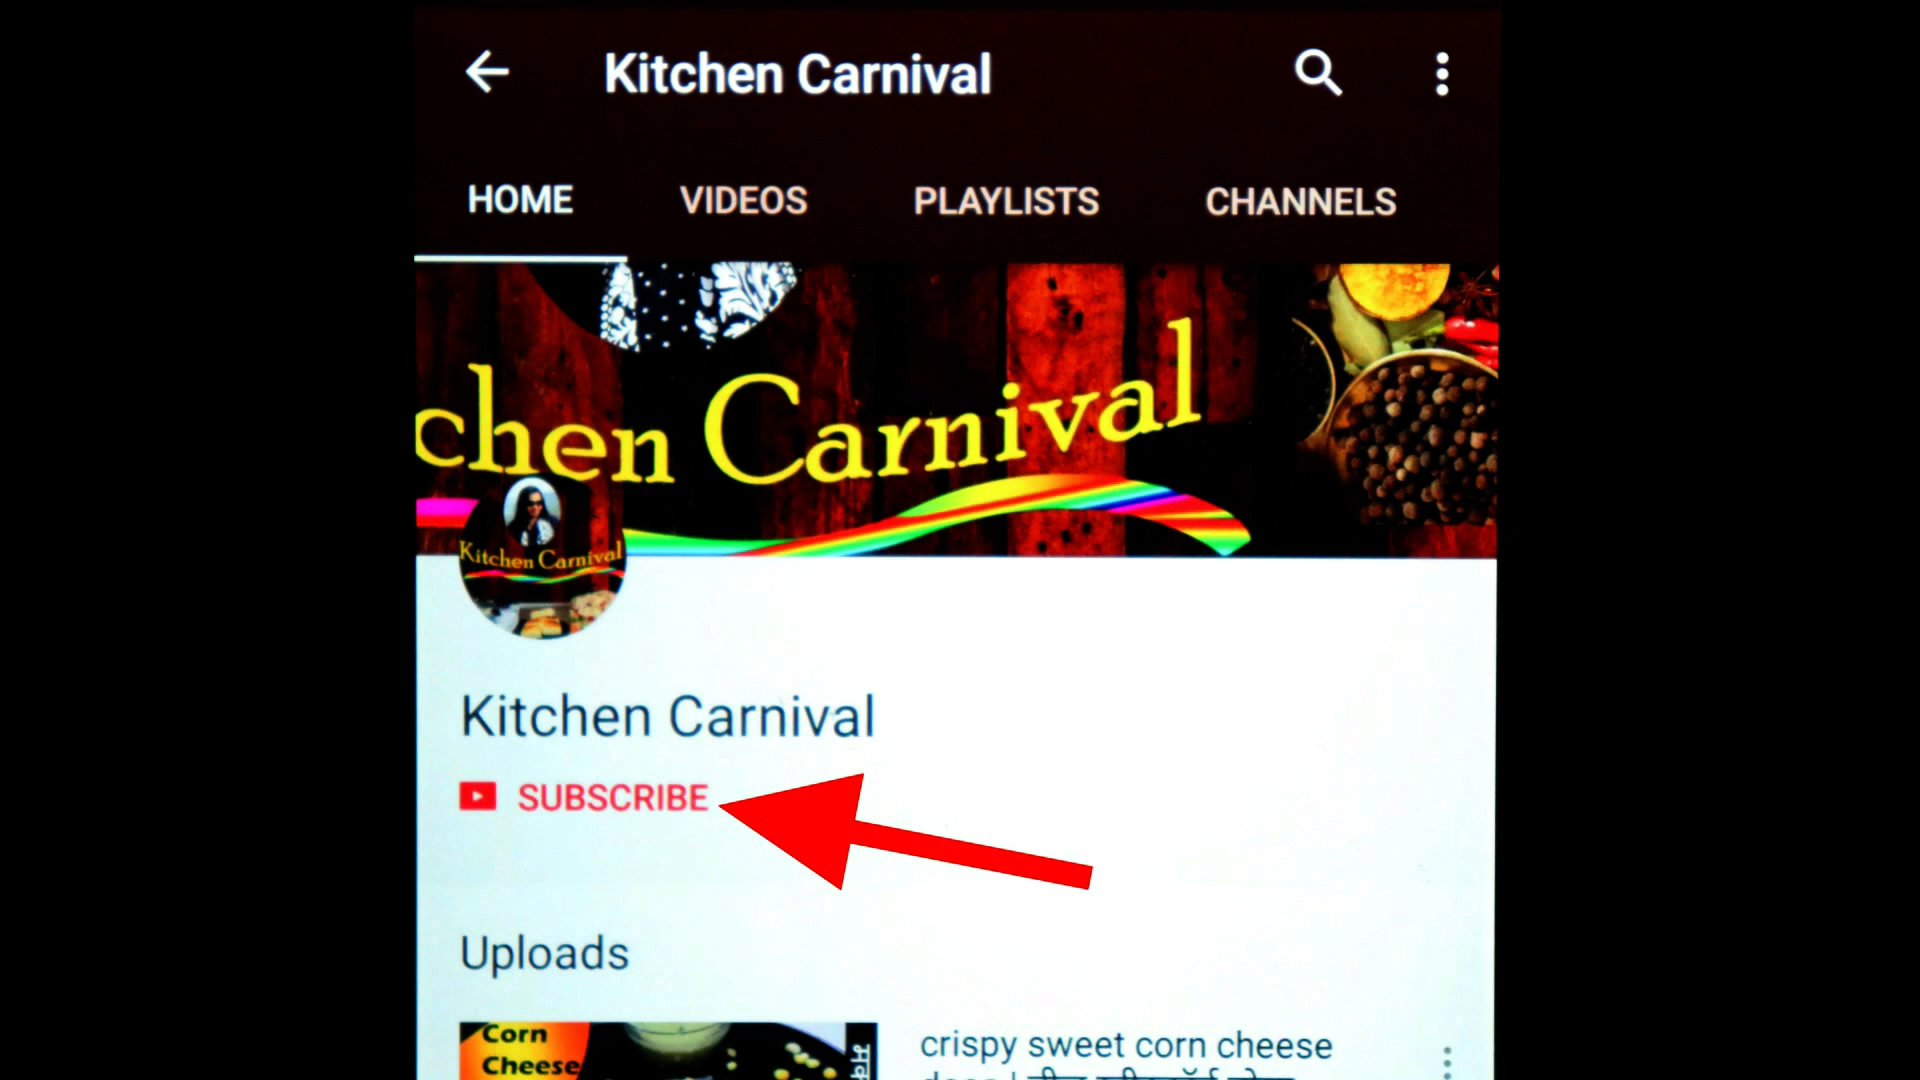 Kitchen Carnival
HOME VIDEOS PLAYLISTS CHANNELS
chen Carnival
Kitchen Carnival
Kitchen Carnival
SUBSCRIBE
Uploads
Corn
Cheese
crispy sweet corn cheese